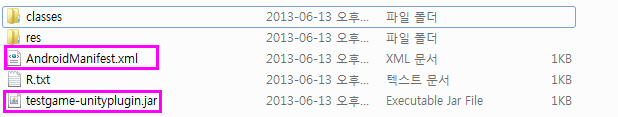 classes 2013-06-13 오후... 파일 폴더
res 2013-06-13 오후... 파일 폴더
AndroidManifest.xml 2013-06-13 오후... XML 문서 1KB
R.txt 2013-06-13 오후... 텍스트 문서 1KB
testgame-unityplugin.jar 2013-06-13 오후... Executable Jar File 1KB